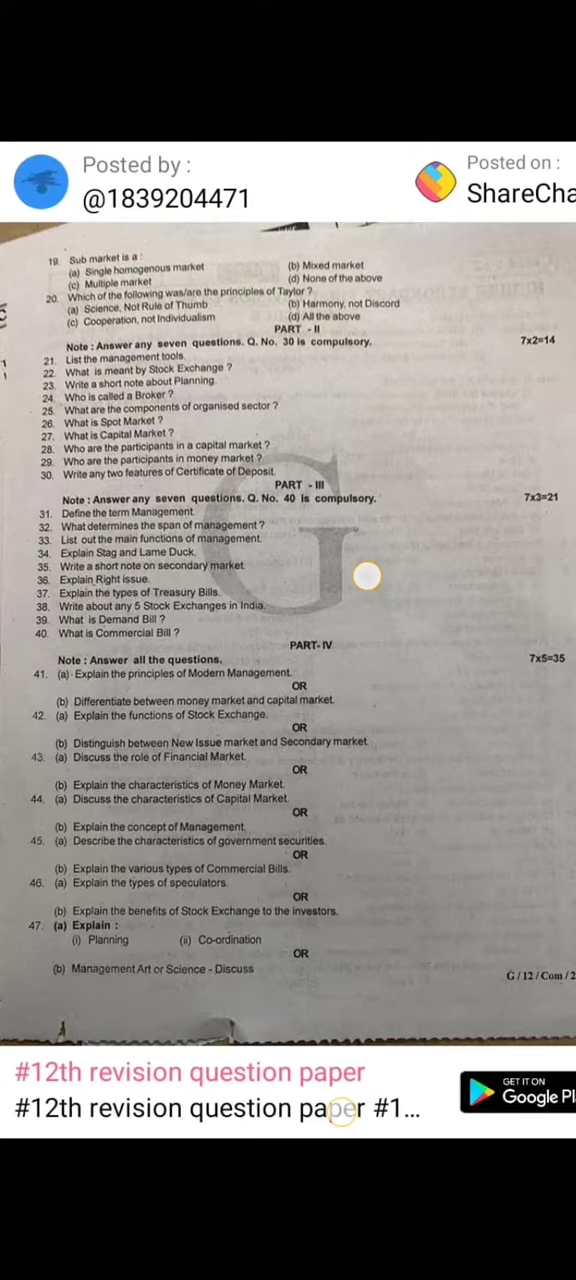 Posted by :
Posted on :
@1839204471
ShareCha
19. Sub market is a :
(a) Single homogenous market (b) Mixed market
(c) Multiple market (d) None of the above
20. Which of the following was/are the principles of Taylor ?
(a) Science, Not Rule of Thumb (b) Harmony, not Discord
(c) Cooperation, not Individualism (d) All the above
PART - II
Note : Answer any seven questions. Q. No. 30 is compulsory. 7x2=14
21. List the management tools.
22. What is meant by Stock Exchange ?
23. Write a short note about Planning.
24. Who is called a Broker ?
25. What are the components of organised sector ?
26. What is Spot Market ?
27. What is Capital Market ?
28. Who are the participants in a capital market ?
29. Who are the participants in money market ?
30. Write any two features of Certificate of Deposit.
PART - III
Note : Answer any seven questions. Q. No. 40 is compulsory. 7x3=21
31. Define the term Management.
32. What determines the span of management ?
33. List out the main functions of management.
34. Explain Stag and Lame Duck.
35. Write a short note on secondary market.
36. Explain Right issue.
37. Explain the types of Treasury Bills.
38. Write about any 5 Stock Exchanges in India.
39. What is Demand Bill ?
40. What is Commercial Bill ?
PART- IV
Note : Answer all the questions. 7x5=35
41. (a) Explain the principles of Modern Management.
OR
(b) Differentiate between money market and capital market.
42. (a) Explain the functions of Stock Exchange.
OR
(b) Distinguish between New Issue market and Secondary market.
43. (a) Discuss the role of Financial Market.
OR
(b) Explain the characteristics of Money Market.
44. (a) Discuss the characteristics of Capital Market.
OR
(b) Explain the concept of Management.
45. (a) Describe the characteristics of government securities.
OR
(b) Explain the various types of Commercial Bills.
46. (a) Explain the types of speculators.
OR
(b) Explain the benefits of Stock Exchange to the investors.
47. (a) Explain :
(i) Planning (ii) Co-ordination
OR
(b) Management Art or Science - Discuss
G / 12 / Com / 2
G
#12th revision question paper
#12th revision question paper #1...
GET IT ON
Google Pl